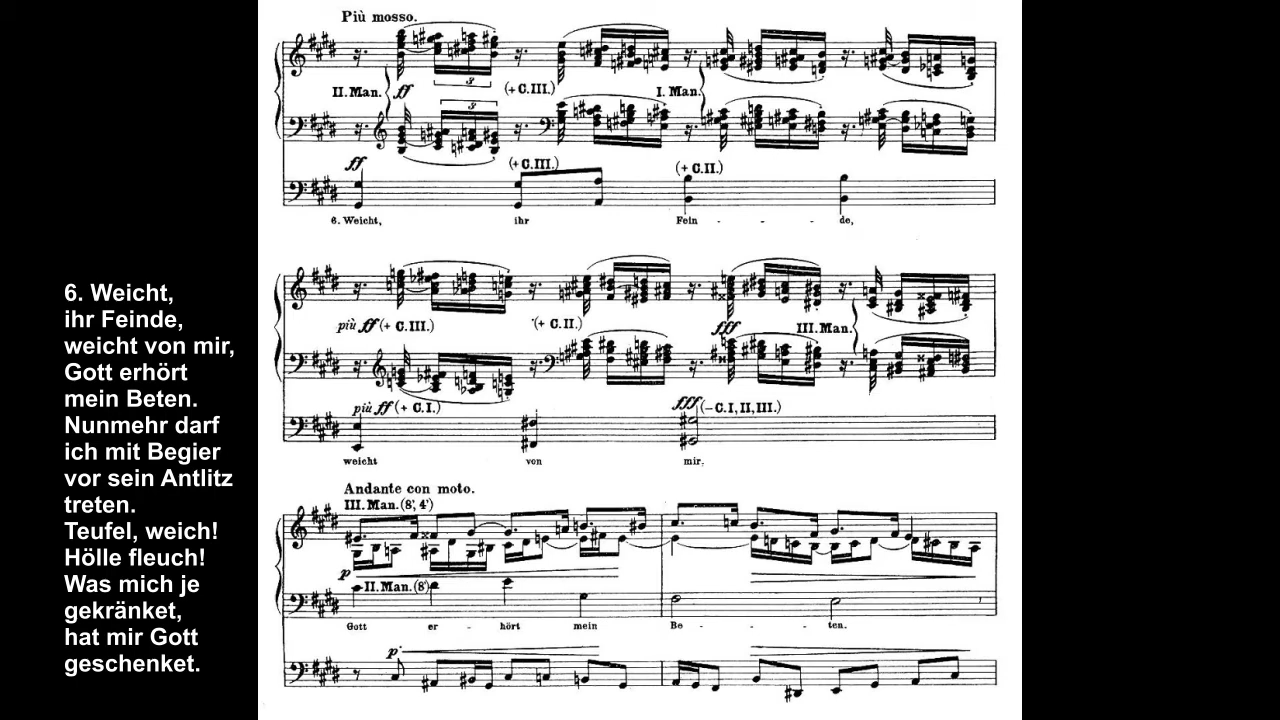 6. Weicht,
ihr Feinde,
weicht von mir,
Gott erhört
mein Beten.
Nunmehr darf
ich mit Begier
vor sein Antlitz
treten.
Teufel, weich!
Hölle fleuch!
Was mich je
gekränket,
hat mir Gott
geschenket.
Più mosso.
II. Man. ff (+ C.III.) I. Man.
3
3
ff (+ C.III.) (+ C.II.)
6. Weicht, ihr Fein - - - de,
più ff (+ C.III.) (+ C.II.) fff III. Man.
più ff (+ C.I.) fff (– C.I, II, III.)
weicht von mir,
Andante con moto.
III. Man. (8', 4')
p
II. Man. (8')
Gott er - hört mein Be - - ten.
p